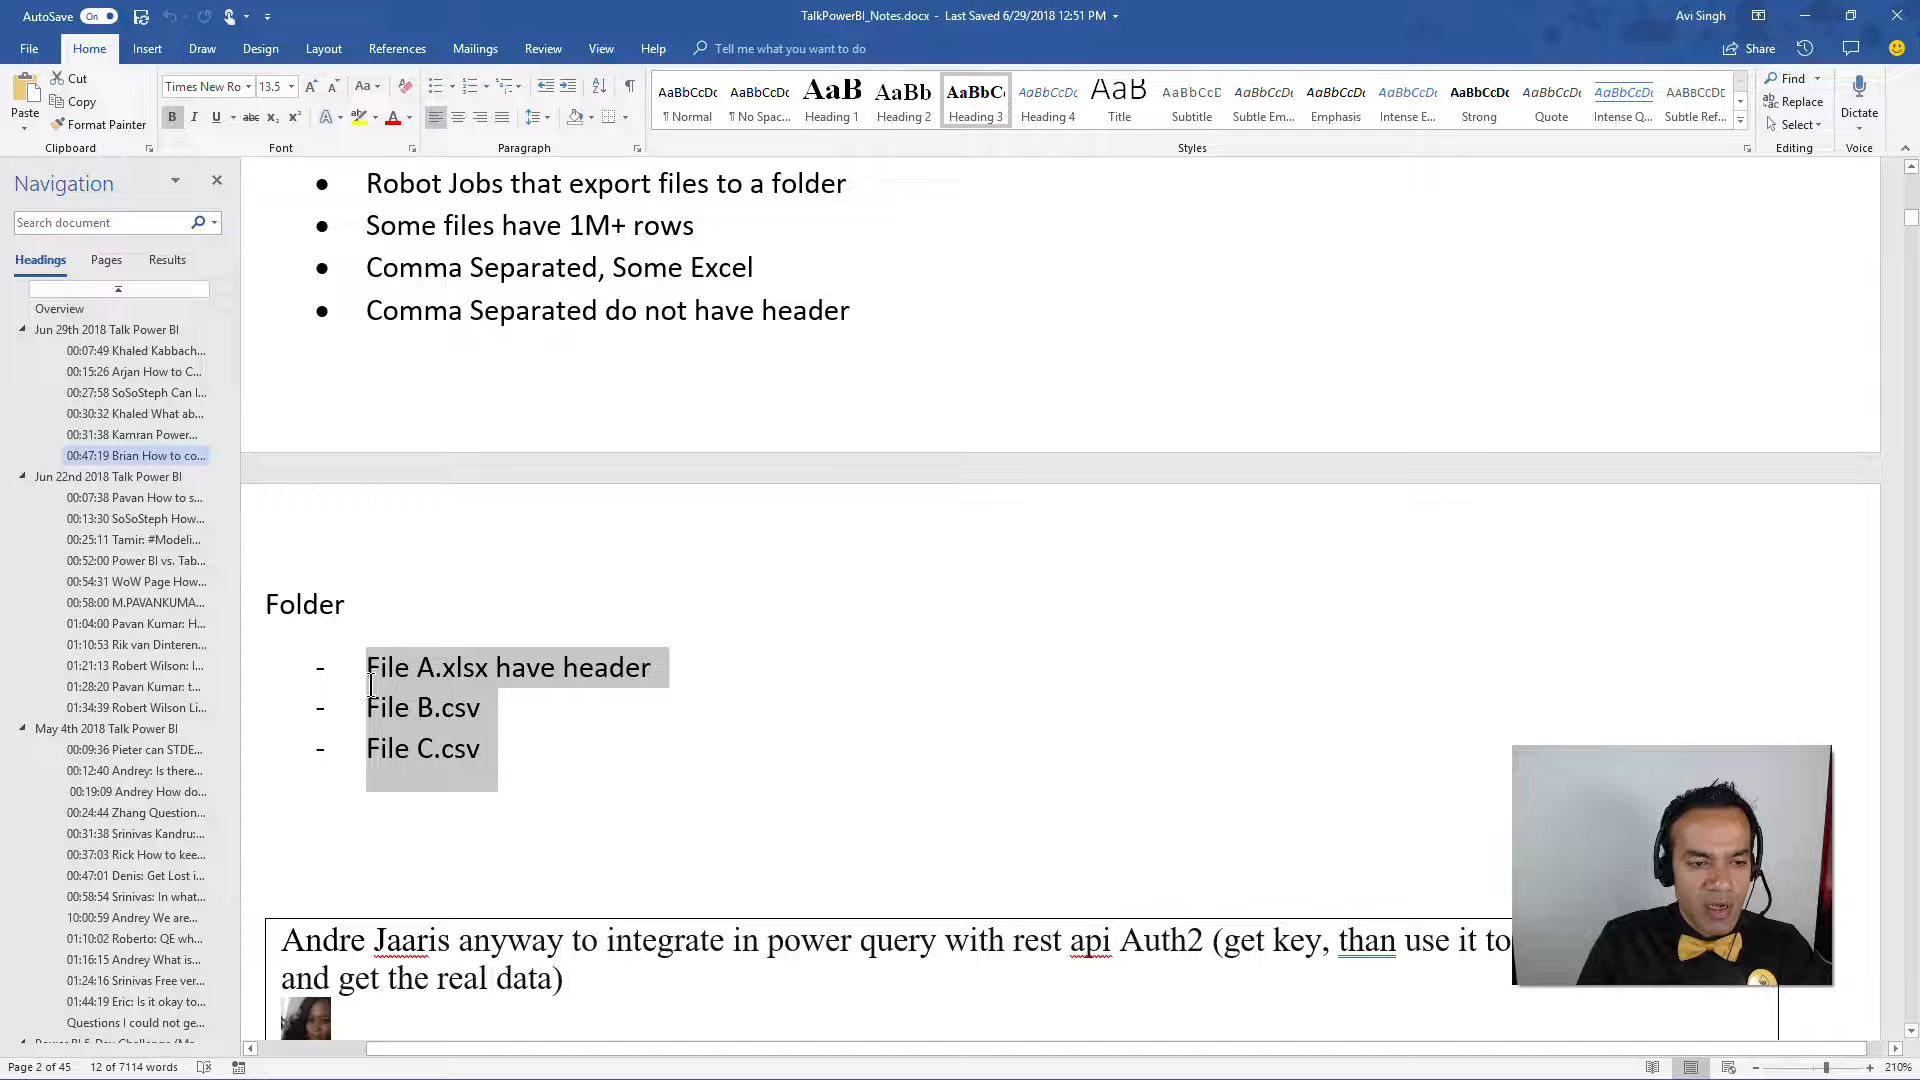 AutoSave On
TalkPowerBI_Notes.docx - Last Saved 6/29/2018 12:51 PM
Avi Singh
File Home Insert Draw Design Layout References Mailings Review View Help Tell me what you want to do
Share
Paste
Cut
Copy
Format Painter
Clipboard
Times New Ro 13.5
Font
Paragraph
AaBbCcDc AaBbCcDc AaB AaBb AaBbC AaBbCcDc AaB AaBbCcD AaBbCcDc AaBbCcDc AaBbCcDc AaBbCcDc AaBbCcDc AaBbCcDc AaBbCcDc
¶ Normal ¶ No Spac... Heading 1 Heading 2 Heading 3 Heading 4 Title Subtitle Subtle Em... Emphasis Intense E... Strong Quote Intense Q... Subtle Ref...
Styles
Find
Replace
Select
Editing
Dictate
Voice
Navigation
Search document
Headings Pages Results
Overview
Jun 29th 2018 Talk Power BI
00:07:49 Khaled Kabbach...
00:15:26 Arjan How to C...
00:27:58 SoSoSteph Can I...
00:30:32 Khaled What ab...
00:31:38 Kamran Power...
00:47:19 Brian How to co...
Jun 22nd 2018 Talk Power BI
00:07:38 Pavan How to s...
00:13:30 SoSoSteph How...
00:25:11 Tamir: #Modeli...
00:52:00 Power BI vs. Tab...
00:54:31 WoW Page How...
00:58:00 M.PAVANKUMA...
01:04:00 Pavan Kumar: H...
01:10:53 Rik van Dinteren...
01:21:13 Robert Wilson: I...
01:28:20 Pavan Kumar: t...
01:34:39 Robert Wilson Li...
May 4th 2018 Talk Power BI
00:09:36 Pieter can STDE...
00:12:40 Andrey: Is there...
00:19:09 Andrey How do...
00:24:44 Zhang Question...
00:31:38 Srinivas Kandru:...
00:37:03 Rick How to kee...
00:47:01 Denis: Get Lost i...
00:58:54 Srinivas: In what...
10:00:59 Andrey We are...
01:10:02 Roberto: QE wh...
01:16:15 Andrey What is...
01:24:16 Srinivas Free ver...
01:44:19 Eric: Is it okay to...
Questions I could not ge...
• Robot Jobs that export files to a folder
• Some files have 1M+ rows
• Comma Separated, Some Excel
• Comma Separated do not have header
Folder
- File A.xlsx have header
- File B.csv
- File C.csv
Andre Jaaris anyway to integrate in power query with rest api Auth2 (get key, than use it to
and get the real data)
Page 2 of 45 12 of 7114 words
210%